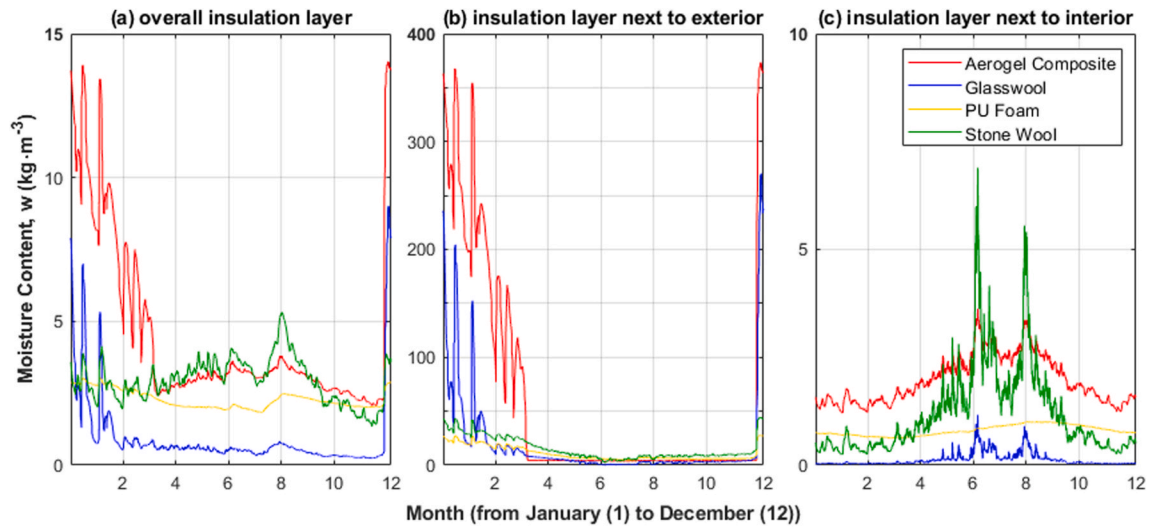 (a) overall insulation layer
(b) insulation layer next to exterior
(c) insulation layer next to interior
Moisture Content, w (kg·m⁻³)
15
10
5
0
2 4 6 8 10 12
400
300
200
100
0
2 4 6 8 10 12
10
5
0
2 4 6 8 10 12
Aerogel Composite
Glasswool
PU Foam
Stone Wool
Month (from January (1) to December (12))